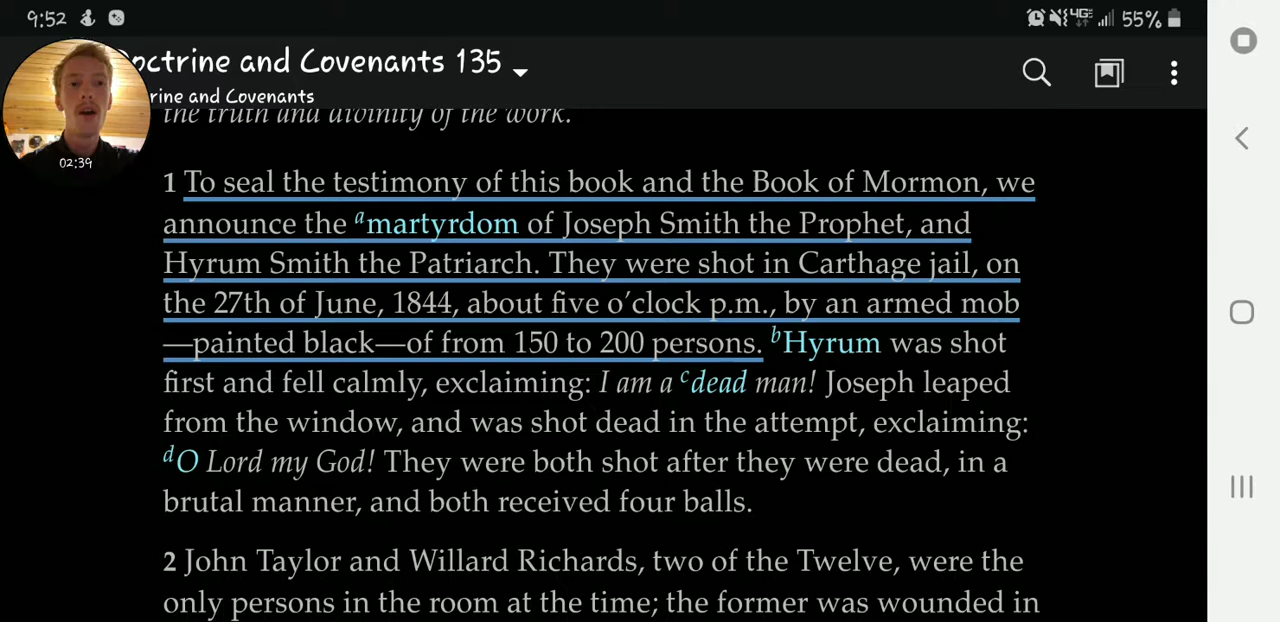 9:52 4GE 55%
octrine and Covenants 135
rine and Covenants
02:39
the truth and divinity of the work.
1 To seal the testimony of this book and the Book of Mormon, we
announce the a martyrdom of Joseph Smith the Prophet, and
Hyrum Smith the Patriarch. They were shot in Carthage jail, on
the 27th of June, 1844, about five o’clock p.m., by an armed mob
—painted black—of from 150 to 200 persons. b Hyrum was shot
first and fell calmly, exclaiming: I am a c dead man! Joseph leaped
from the window, and was shot dead in the attempt, exclaiming:
d O Lord my God! They were both shot after they were dead, in a
brutal manner, and both received four balls.
2 John Taylor and Willard Richards, two of the Twelve, were the
only persons in the room at the time; the former was wounded in